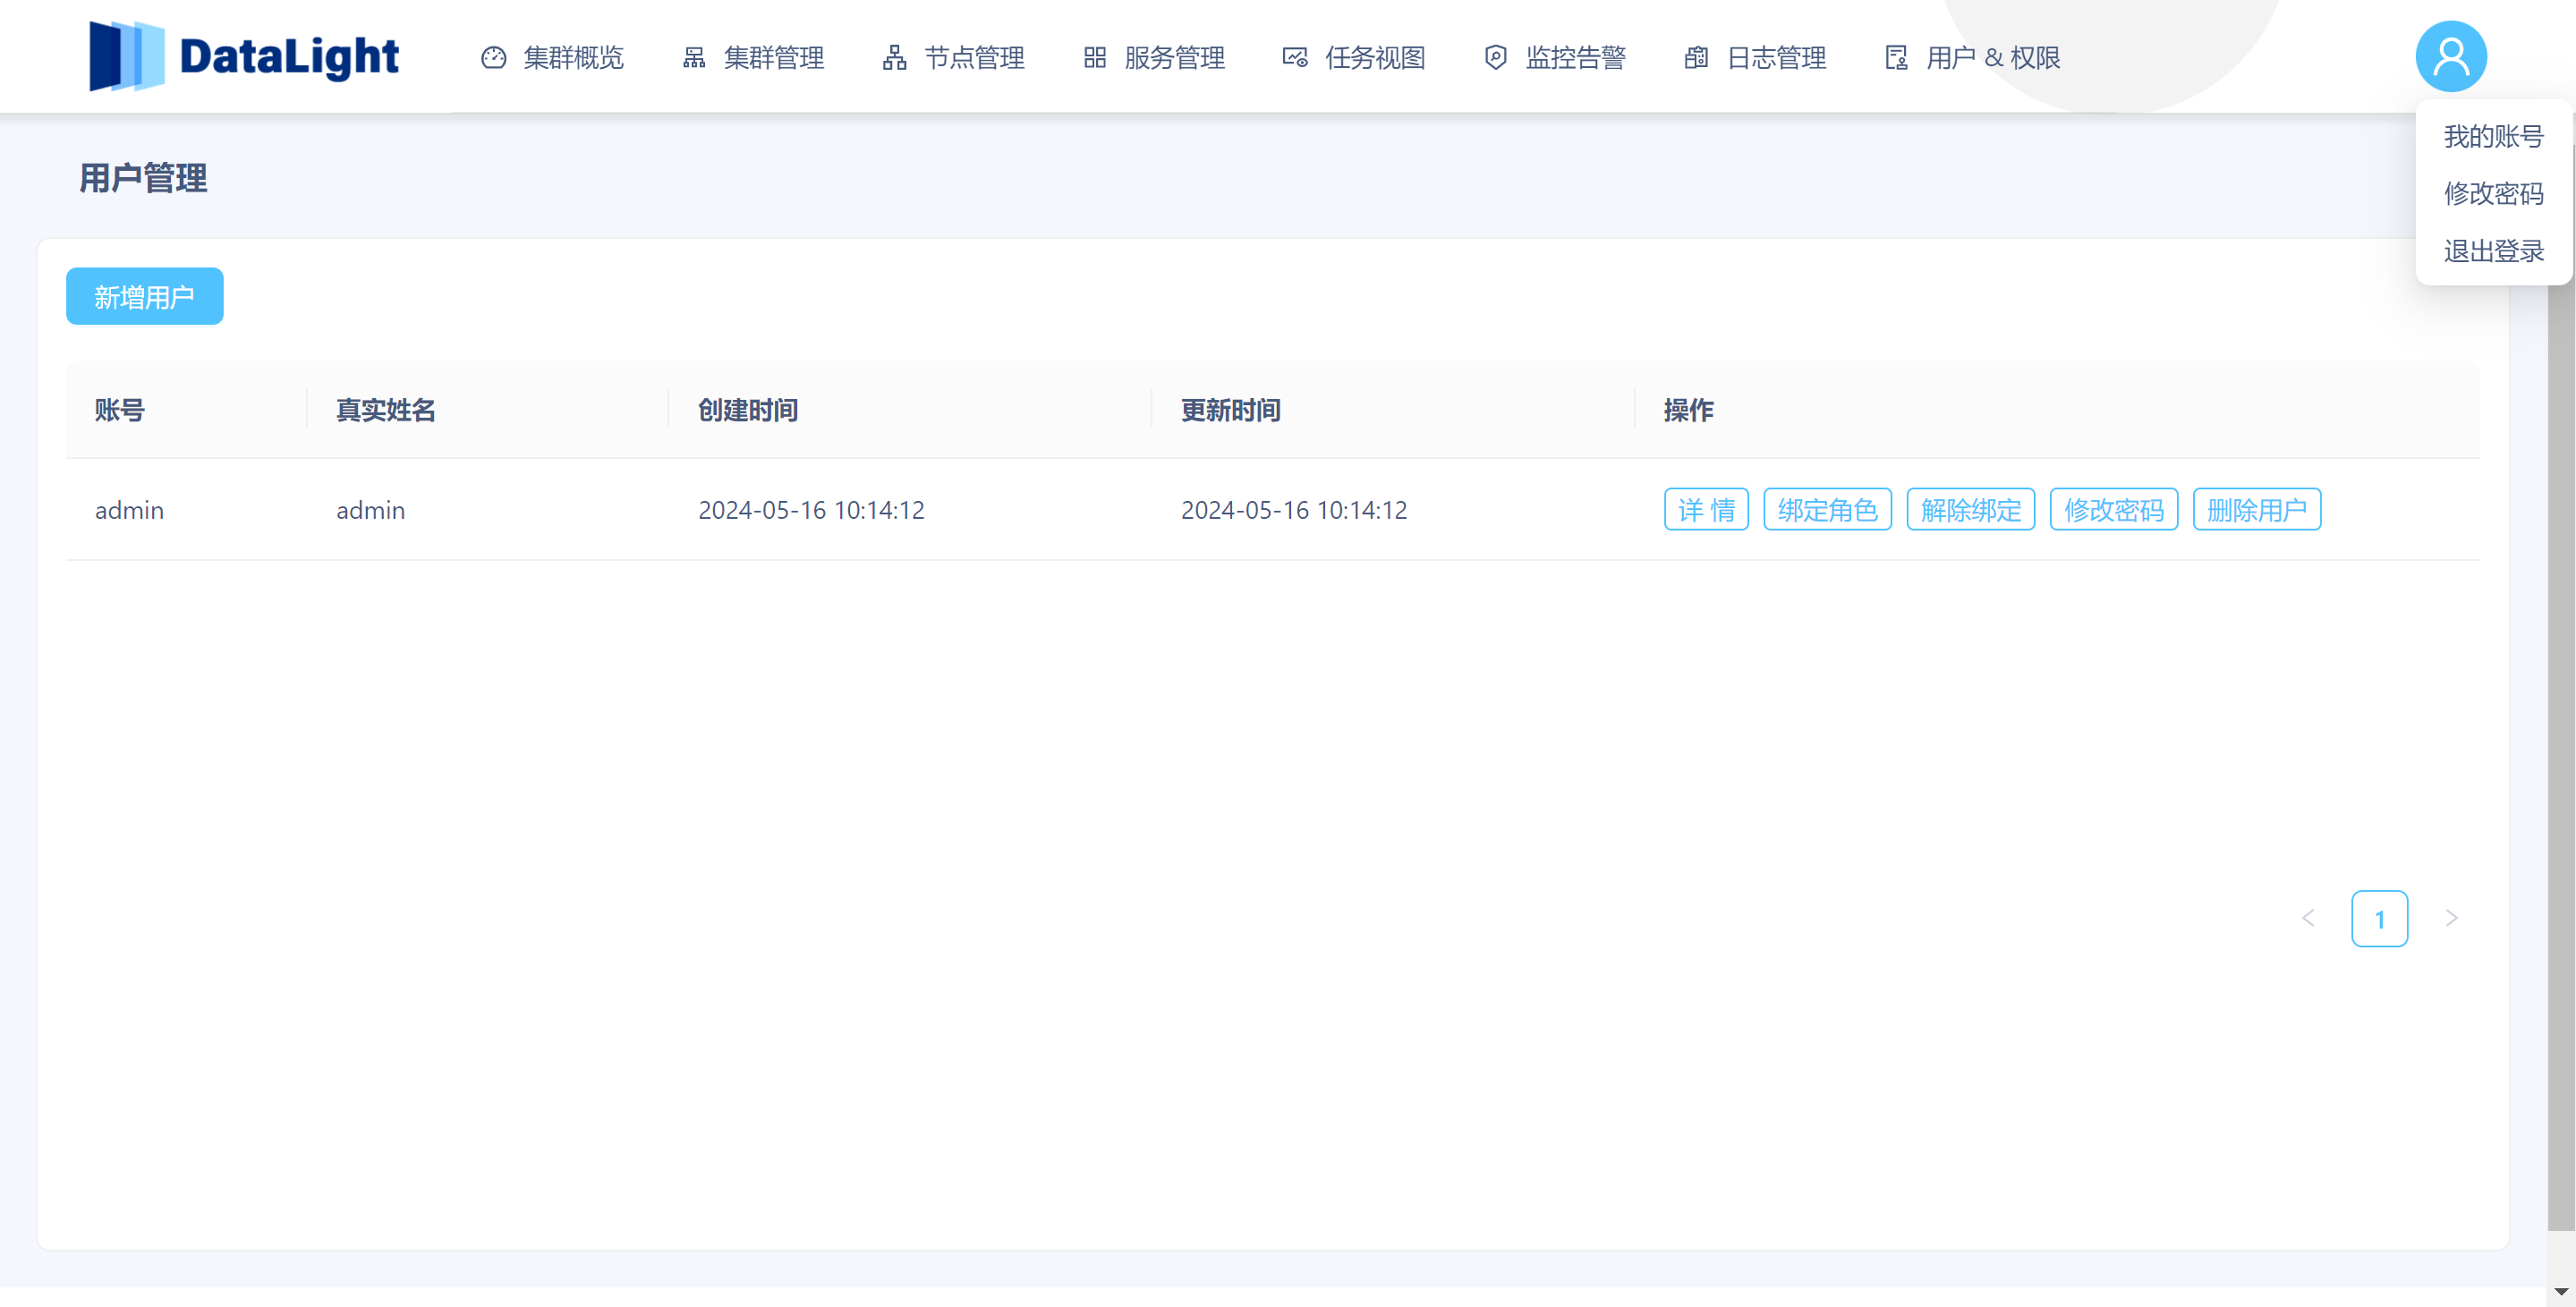 DataLight
集群概览
集群管理
节点管理
服务管理
任务视图
监控告警
日志管理
用户 & 权限
我的账号
修改密码
退出登录
用户管理
新增用户
账号 真实姓名 创建时间 更新时间 操作
admin admin 2024-05-16 10:14:12 2024-05-16 10:14:12 详 情 绑定角色 解除绑定 修改密码 删除用户
1